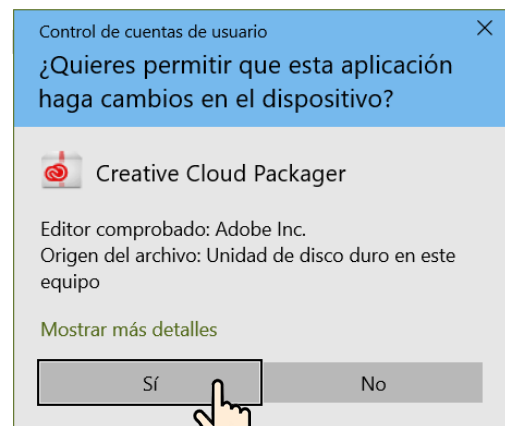 Control de cuentas de usuario
¿Quieres permitir que esta aplicación
haga cambios en el dispositivo?
Creative Cloud Packager
Editor comprobado: Adobe Inc.
Origen del archivo: Unidad de disco duro en este
equipo
Mostrar más detalles
Sí
No